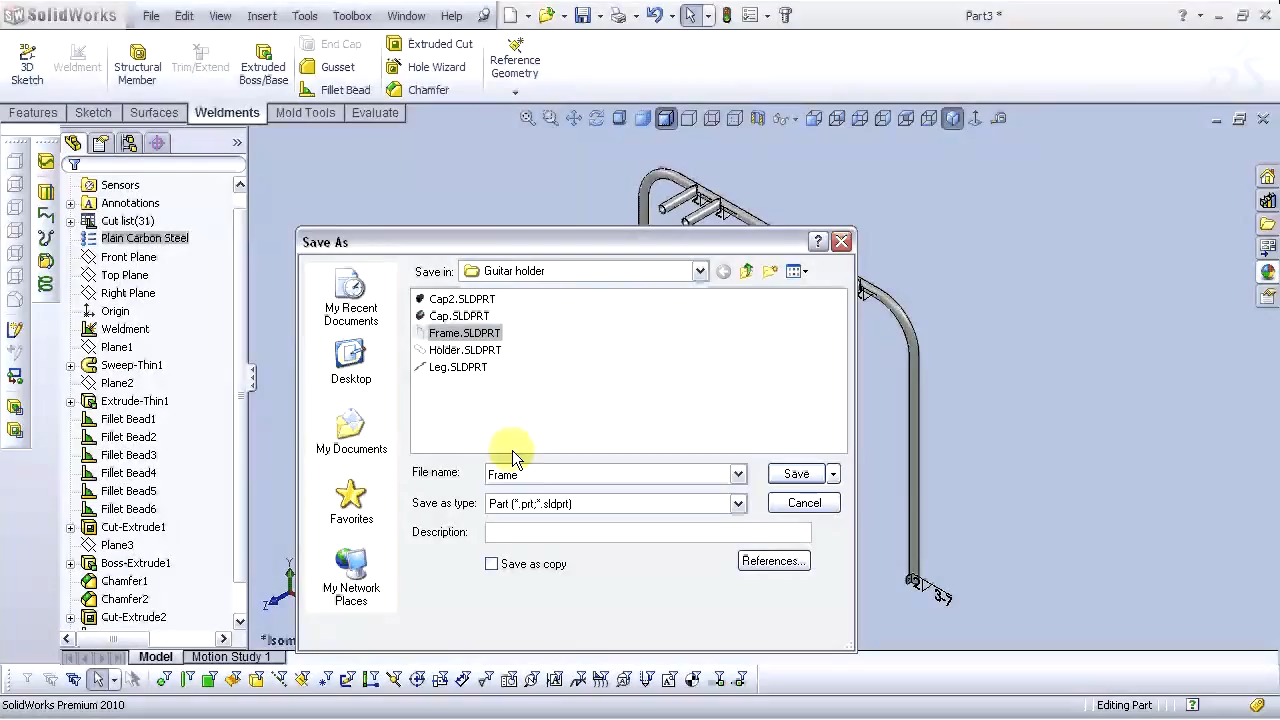 SolidWorks
File Edit View Insert Tools Toolbox Window Help
Part3 *
3D Sketch
Weldment
Structural Member
Trim/Extend
Extruded Boss/Base
End Cap
Gusset
Fillet Bead
Extruded Cut
Hole Wizard
Chamfer
Reference Geometry
Features Sketch Surfaces Weldments Mold Tools Evaluate
Sensors
Annotations
Cut list(31)
Plain Carbon Steel
Front Plane
Top Plane
Right Plane
Origin
Weldment
Plane1
Sweep-Thin1
Plane2
Extrude-Thin1
Fillet Bead1
Fillet Bead2
Fillet Bead3
Fillet Bead4
Fillet Bead5
Fillet Bead6
Cut-Extrude1
Plane3
Boss-Extrude1
Chamfer1
Chamfer2
Cut-Extrude2
Save As
Save in: Guitar holder
My Recent Documents
Desktop
My Documents
Favorites
My Network Places
Cap2.SLDPRT
Cap.SLDPRT
Frame.SLDPRT
Holder.SLDPRT
Leg.SLDPRT
File name: Frame
Save
Save as type: Part (*.prt;*.sldprt)
Cancel
Description:
Save as copy
References...
Y
Z
*Isom
3-7
Model Motion Study 1
SolidWorks Premium 2010
Editing Part